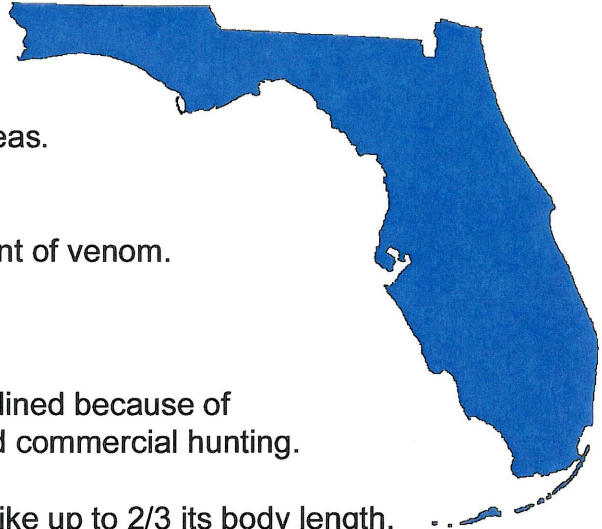 eas.
nt of venom.
lined because of
d commercial hunting.
ike up to 2/3 its body length.